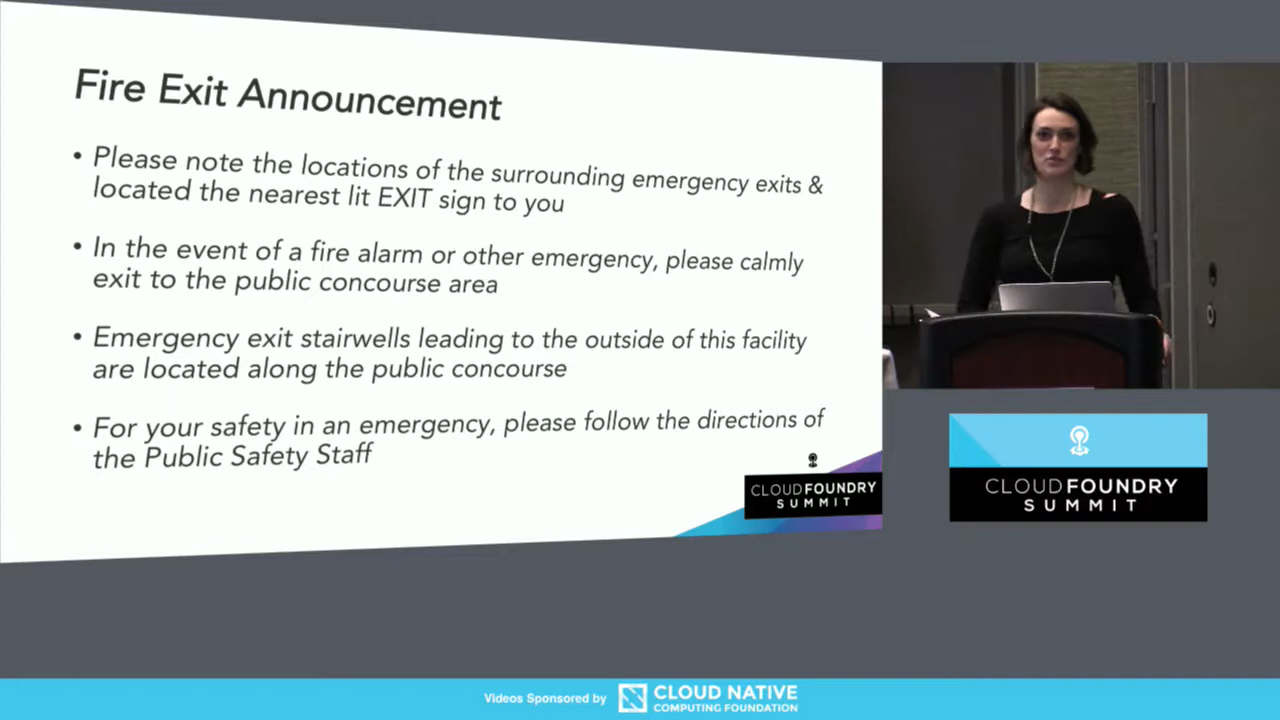 Fire Exit Announcement
• Please note the locations of the surrounding emergency exits &
located the nearest lit EXIT sign to you
• In the event of a fire alarm or other emergency, please calmly
exit to the public concourse area
• Emergency exit stairwells leading to the outside of this facility
are located along the public concourse
• For your safety in an emergency, please follow the directions of
the Public Safety Staff
CLOUDFOUNDRY
SUMMIT
CLOUDFOUNDRY
SUMMIT
Videos Sponsored by
CLOUD NATIVE
COMPUTING FOUNDATION